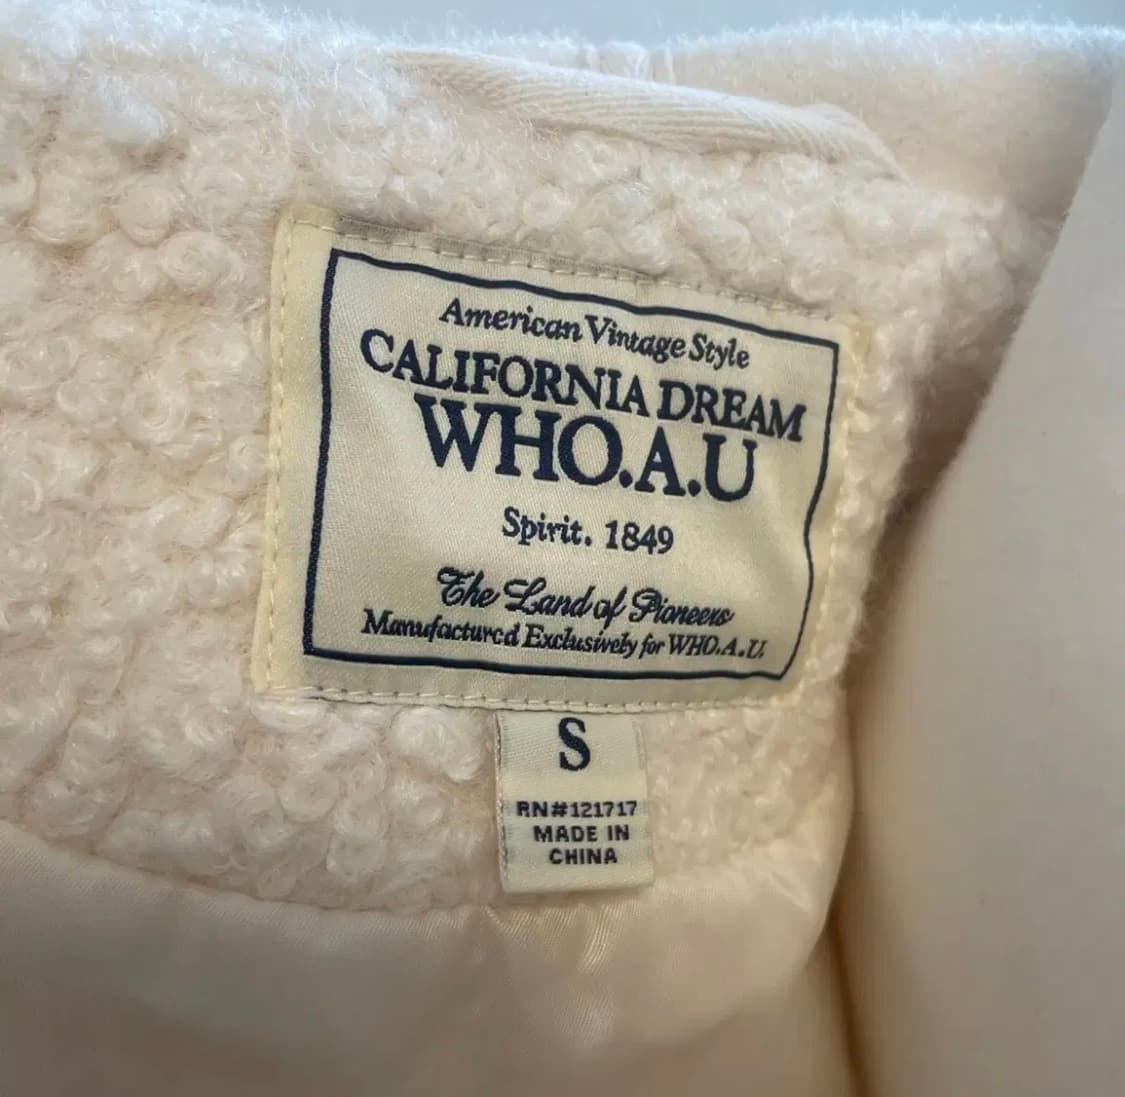 American Vintage Style
CALIFORNIA DREAM
WHO.A.U
Spirit. 1849
The Land of Pioneers
Manufactured Exclusively for WHO.A.U.
S
RN#121717
MADE IN
CHINA